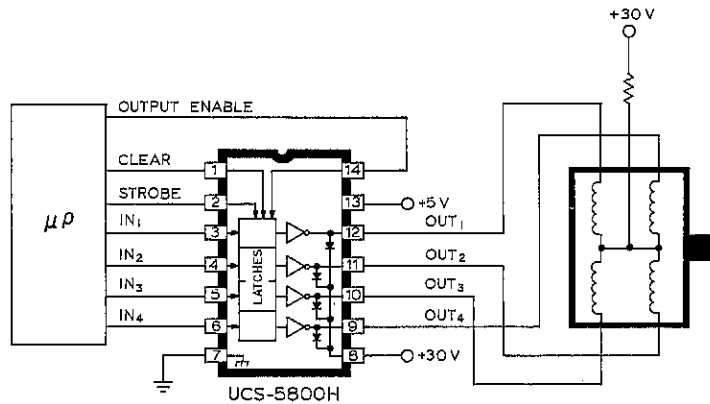 +30 V
OUTPUT ENABLE
CLEAR
STROBE
IN1
IN2
IN3
IN4
μp
1
2
3
4
5
6
7
LATCHES
14
13
12
11
10
9
8
+5 V
OUT1
OUT2
OUT3
OUT4
+30 V
UCS-5800H